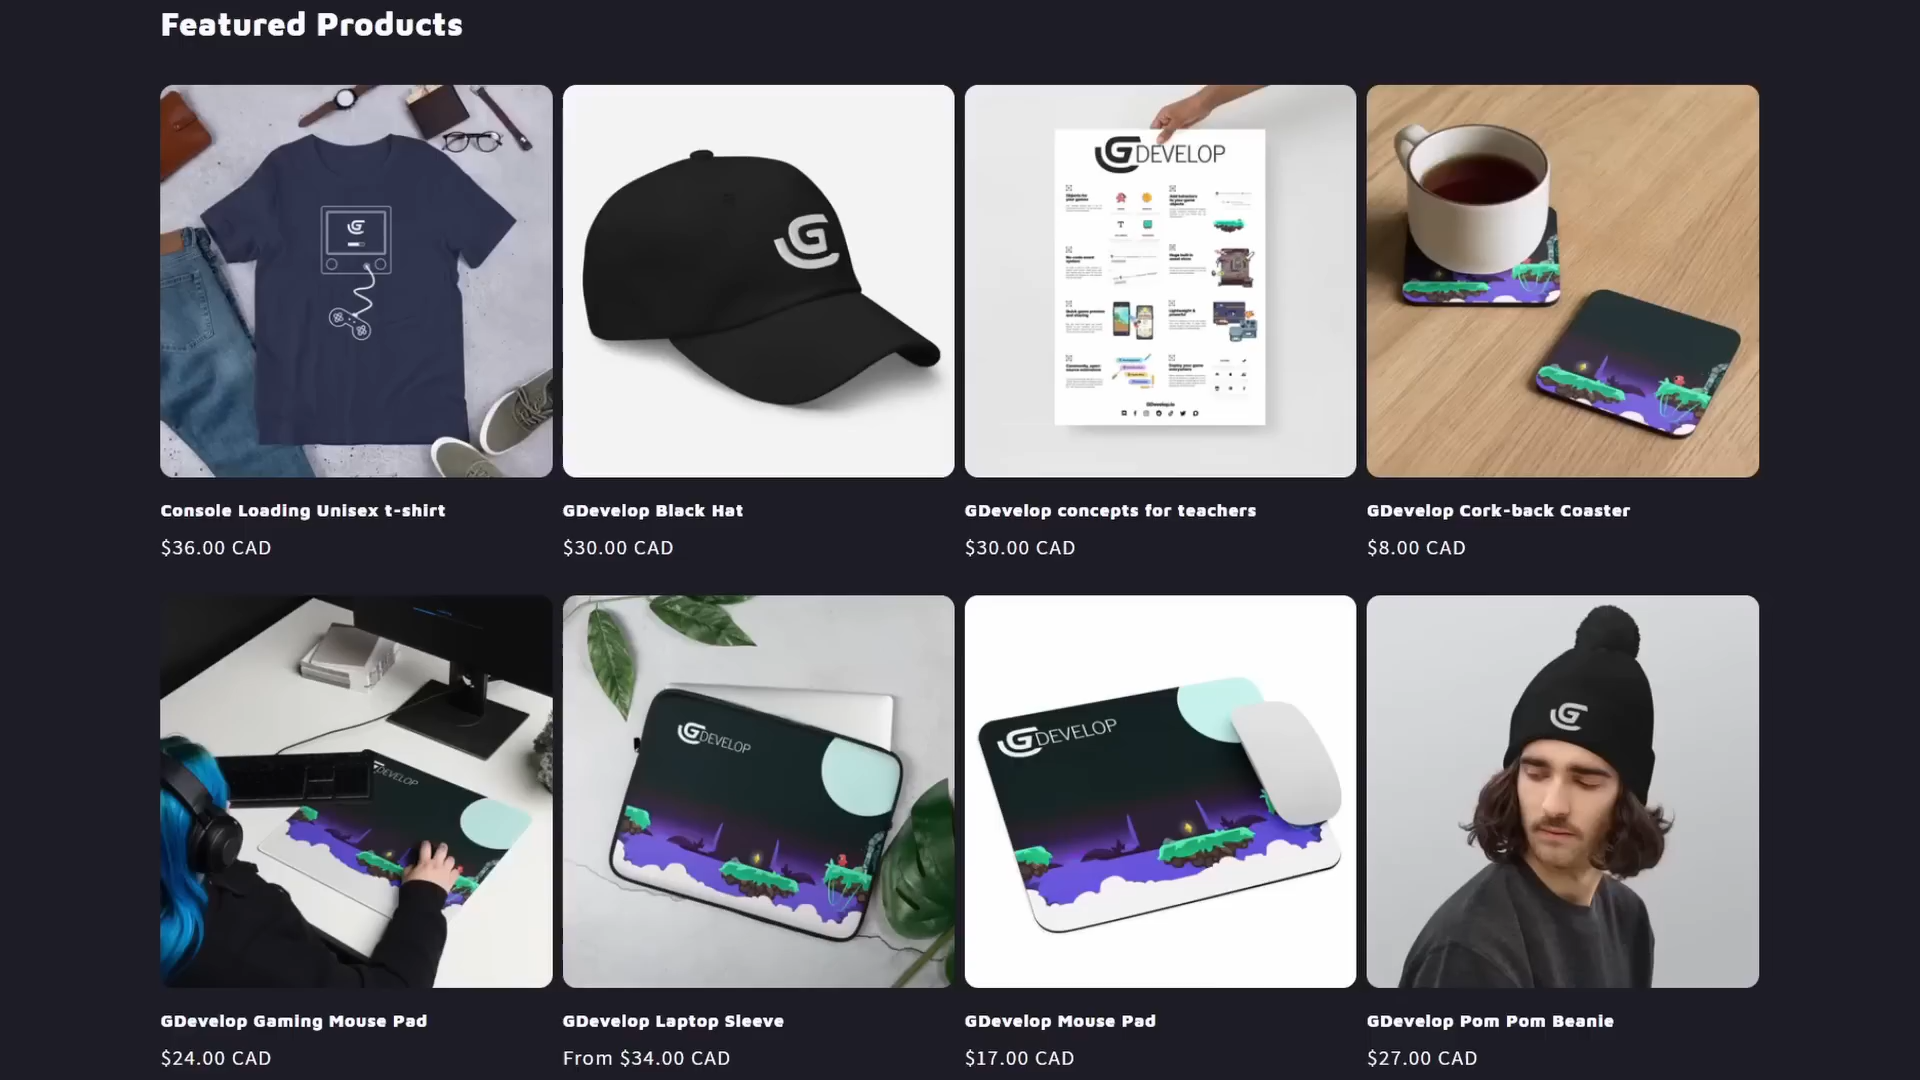 Featured Products
GDEVELOP
Console Loading Unisex t-shirt
$36.00 CAD
GDevelop Black Hat
$30.00 CAD
GDevelop concepts for teachers
$30.00 CAD
GDevelop Cork-back Coaster
$8.00 CAD
GDEVELOP
GDEVELOP
GDEVELOP
GDevelop Gaming Mouse Pad
$24.00 CAD
GDevelop Laptop Sleeve
From $34.00 CAD
GDevelop Mouse Pad
$17.00 CAD
GDevelop Pom Pom Beanie
$27.00 CAD